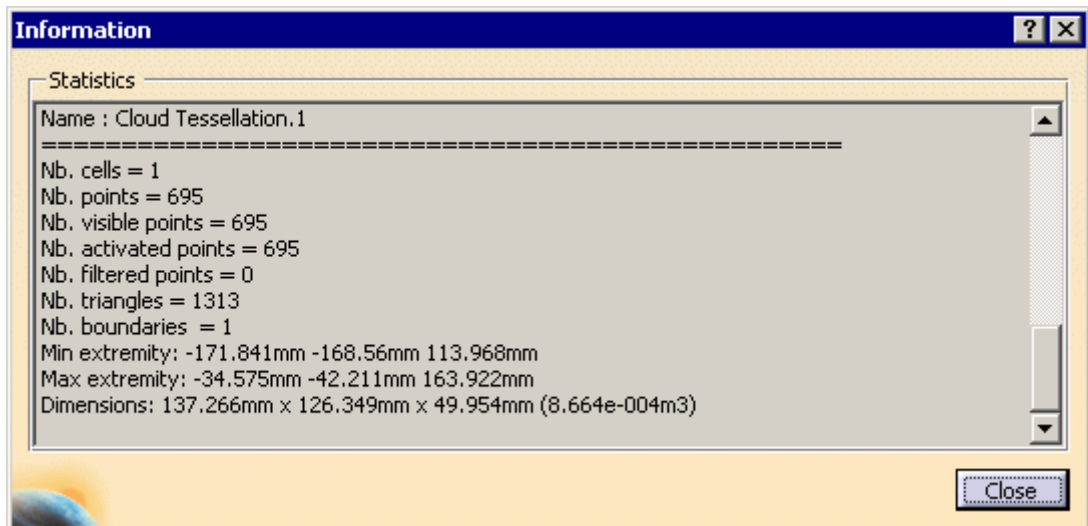 Information
Statistics
Name : Cloud Tessellation.1
==================================================
Nb. cells = 1
Nb. points = 695
Nb. visible points = 695
Nb. activated points = 695
Nb. filtered points = 0
Nb. triangles = 1313
Nb. boundaries  = 1
Min extremity: -171.841mm -168.56mm 113.968mm
Max extremity: -34.575mm -42.211mm 163.922mm
Dimensions: 137.266mm x 126.349mm x 49.954mm (8.664e-004m3)
Close